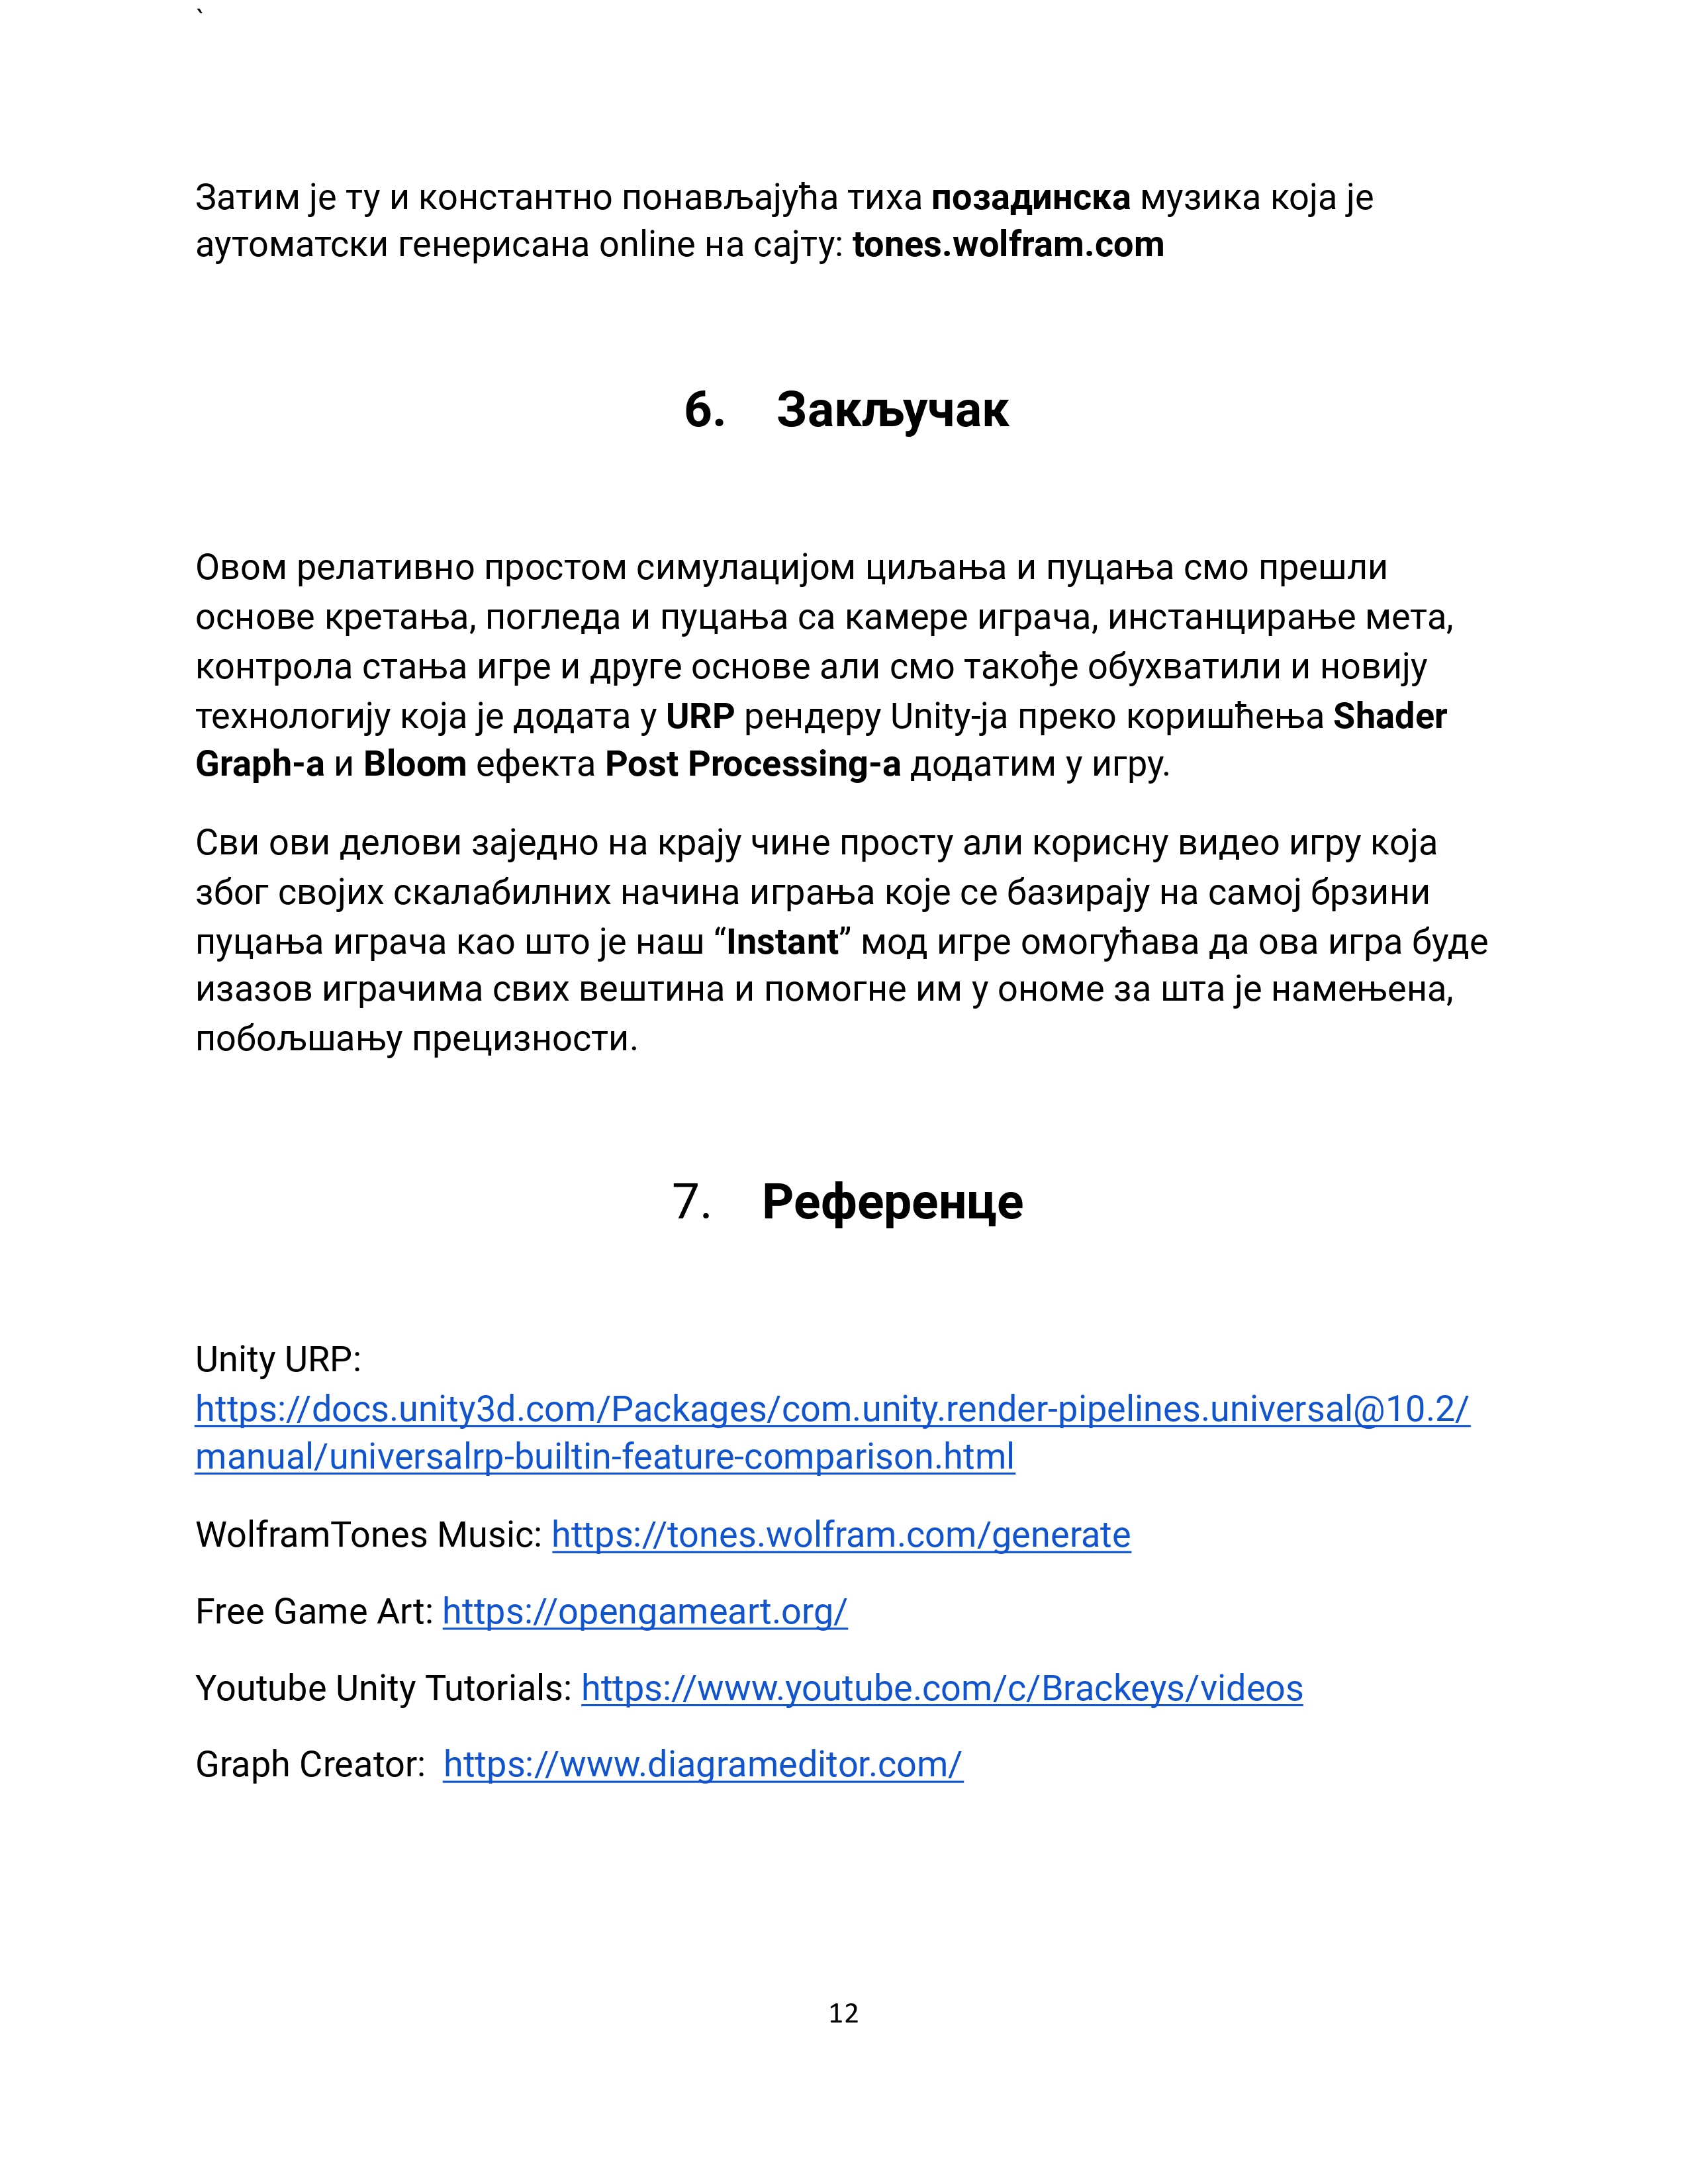 `
Затим је ту и константно понављајућа тиха позадинска музика која је
аутоматски генерисана online на сајту: tones.wolfram.com
6. Закључак
Овом релативно простом симулацијом циљања и пуцања смо прешли
основе кретања, погледа и пуцања са камере играча, инстанцирање мета,
контрола стања игре и друге основе али смо такође обухватили и новију
технологију која је додата у URP рендеру Unity-ја преко коришћења Shader
Graph-а и Bloom ефекта Post Processing-а додатим у игру.
Сви ови делови заједно на крају чине просту али корисну видео игру која
због својих скалабилних начина играња које се базирају на самој брзини
пуцања играча као што је наш “Instant” мод игре омогућава да ова игра буде
изазов играчима свих вештина и помогне им у ономе за шта је намењена,
побољшању прецизности.
7. Референце
Unity URP:
https://docs.unity3d.com/Packages/com.unity.render-pipelines.universal@10.2/
manual/universalrp-builtin-feature-comparison.html
WolframTones Music: https://tones.wolfram.com/generate
Free Game Art: https://opengameart.org/
Youtube Unity Tutorials: https://www.youtube.com/c/Brackeys/videos
Graph Creator:  https://www.diagrameditor.com/
12